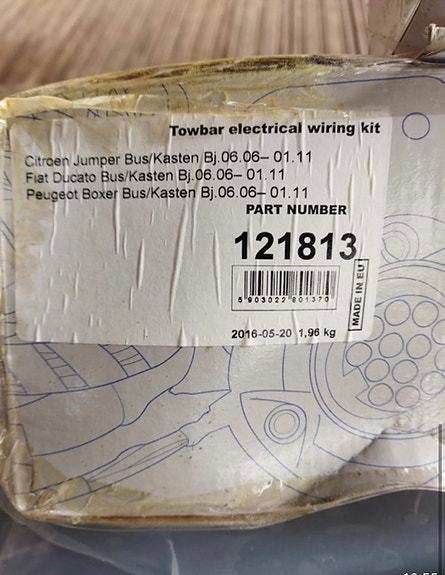 Towbar electrical wiring kit
Citroen Jumper Bus/Kasten Bj.06.06– 01.11
Fiat Ducato Bus/Kasten Bj.06.06– 01.11
Peugeot Boxer Bus/Kasten Bj.06.06– 01.11
PART NUMBER
121813
5 903022 801370
MADE IN EU
2016-05-20 1,96 kg